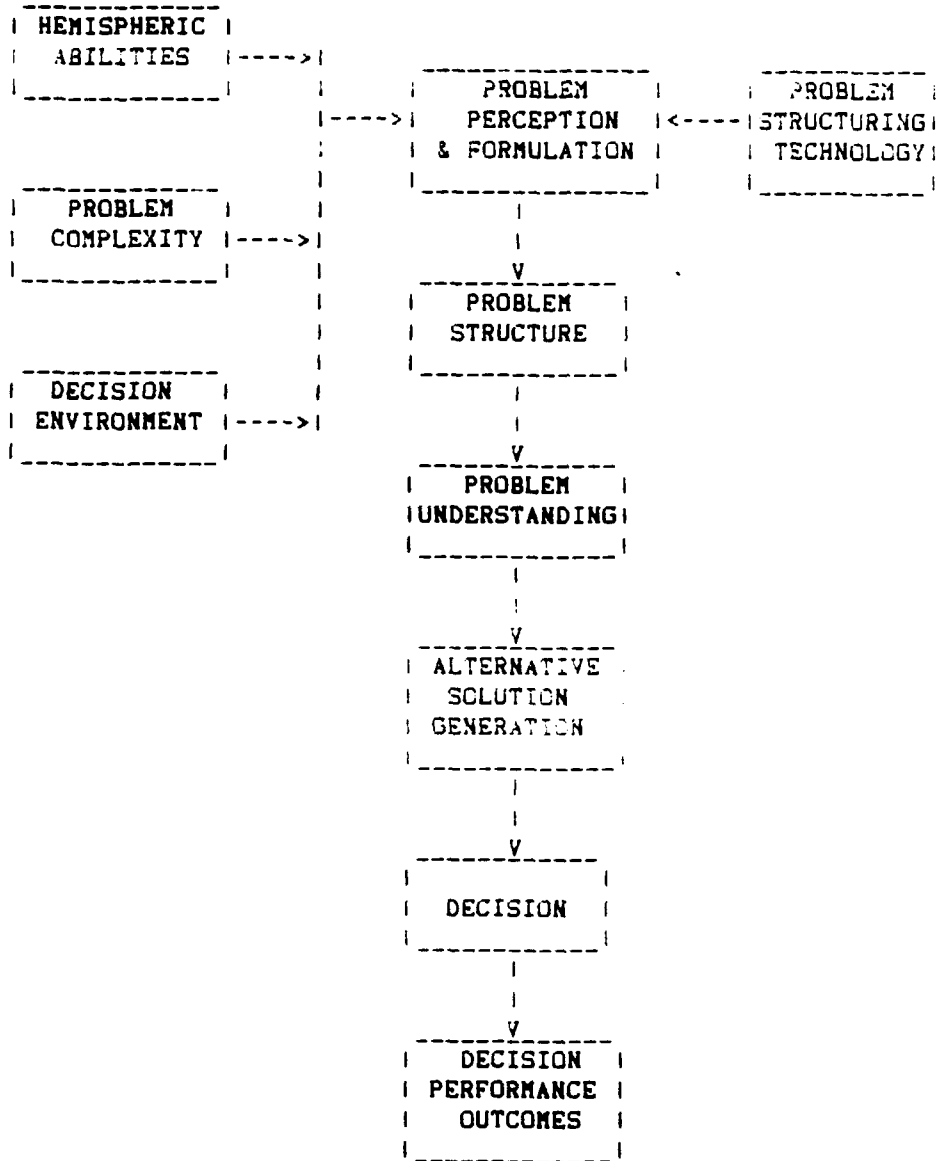 HEMISPHERIC
ABILITIES
PROBLEM
PERCEPTION
& FORMULATION
PROBLEM
STRUCTURING
TECHNOLOGY
PROBLEM
COMPLEXITY
PROBLEM
STRUCTURE
DECISION
ENVIRONMENT
PROBLEM
UNDERSTANDING
ALTERNATIVE
SOLUTION
GENERATION
DECISION
DECISION
PERFORMANCE
OUTCOMES